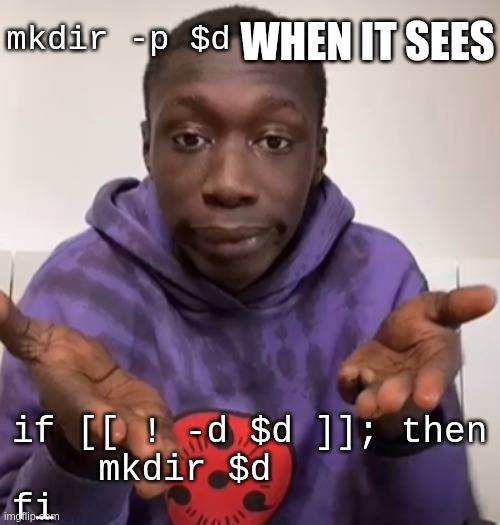 mkdir -p $d WHEN IT SEES
if [[ ! -d $d ]]; then
mkdir $d
fi
imgflip.com